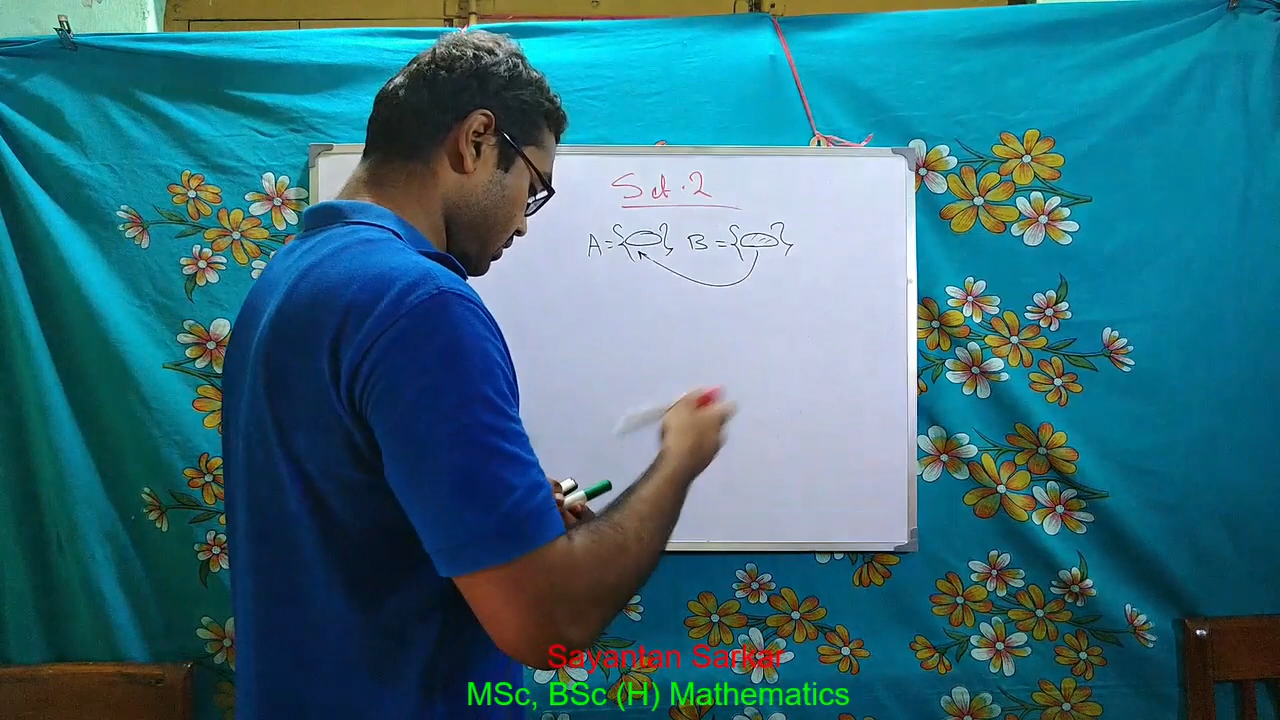 Set·2
A={ } B={ }
Sayantan Sarkar
MSc, BSc (H) Mathematics